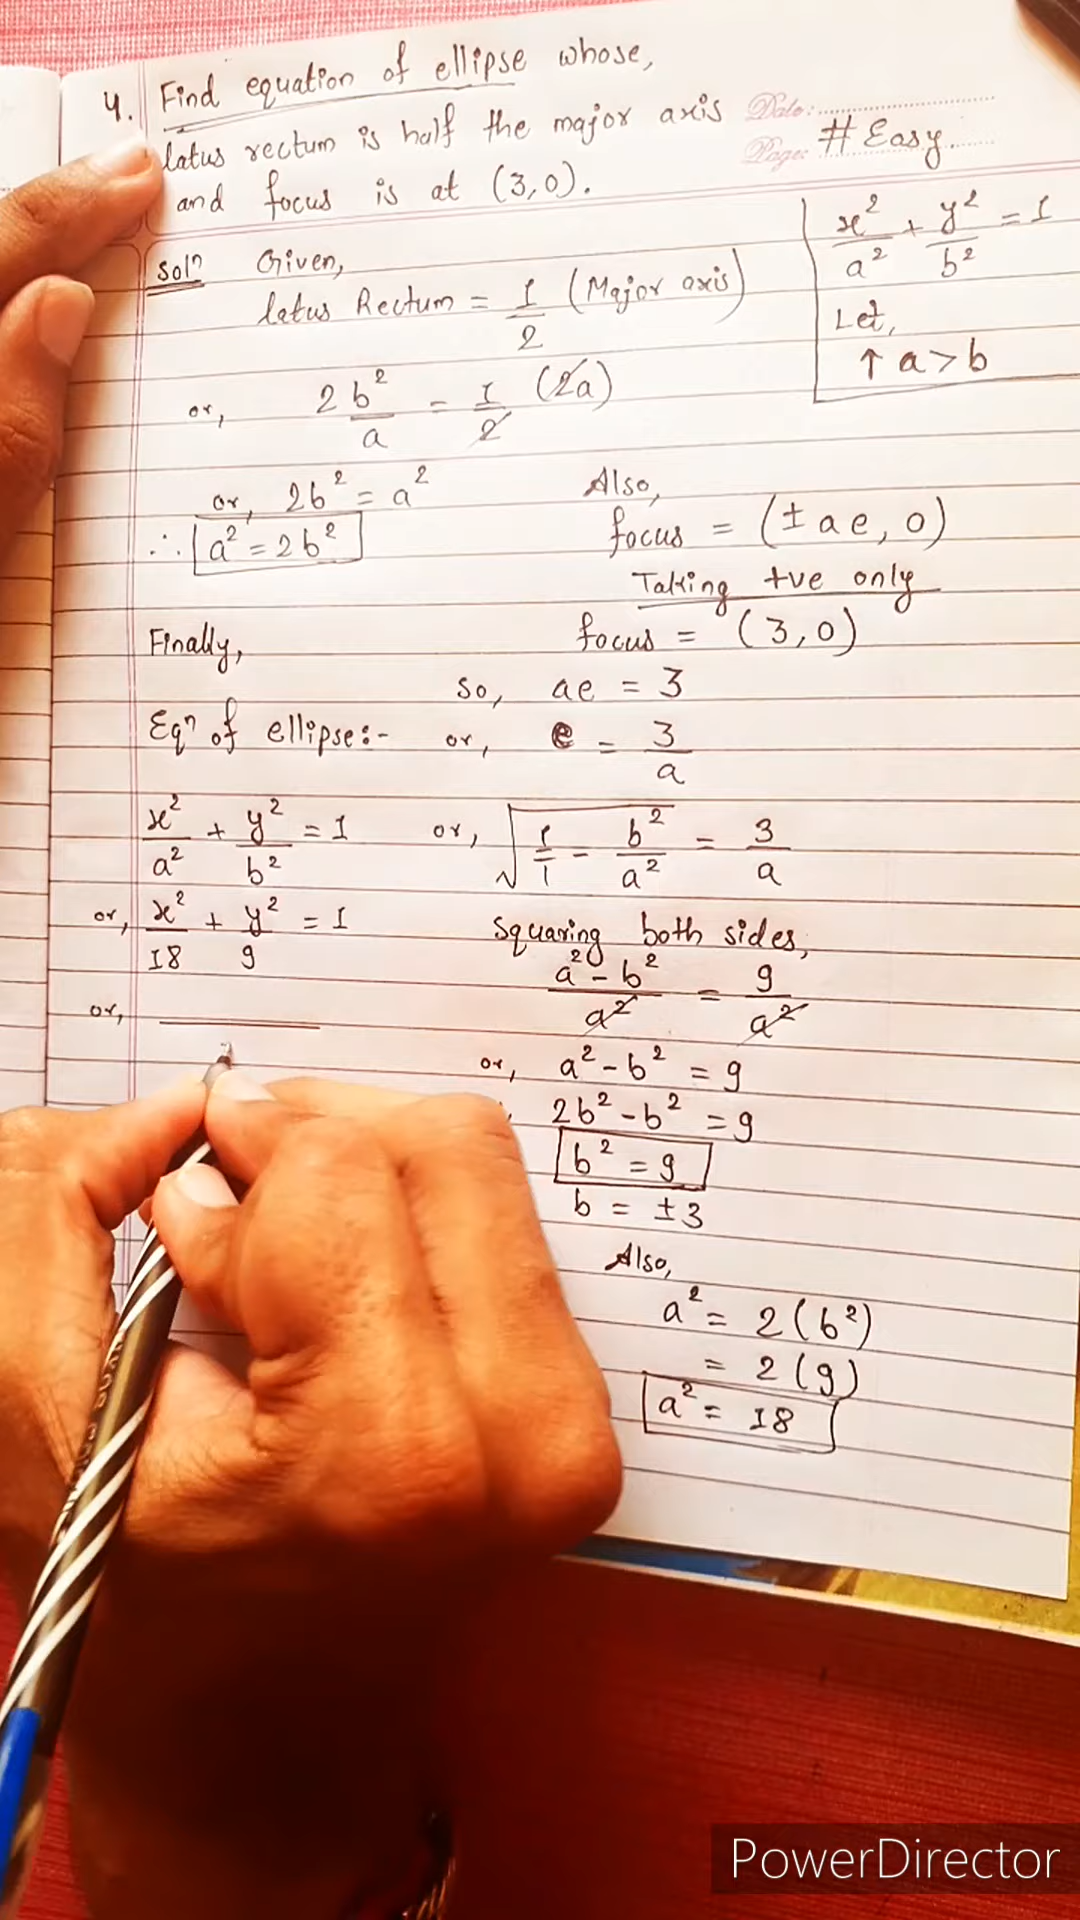 4. Find equation of ellipse whose,
latus rectum is half the major axis
and focus is at (3,0).
Date:
Page: # Easy.
x²/a² + y²/b² = 1
Let,
↑ a > b
Solⁿ Given,
latus Rectum = 1/2 (Major axis)
or, 2b²/a = 1/2 (2a)
or, 2b² = a²
∴ a² = 2b²
Also,
focus = (± ae, 0)
Taking +ve only
focus = (3,0)
so, ae = 3
or, e = 3/a
or, √(1/1 - b²/a²) = 3/a
Squaring both sides,
a² - b²/a² = 9/a²
or, a² - b² = 9
2b² - b² = 9
b² = 9
b = ±3
Also,
a² = 2(b²)
= 2(9)
a² = 18
Finally,
Eqⁿ of ellipse:-
x²/a² + y²/b² = 1
or, x²/18 + y²/9 = 1
or,
PowerDirector